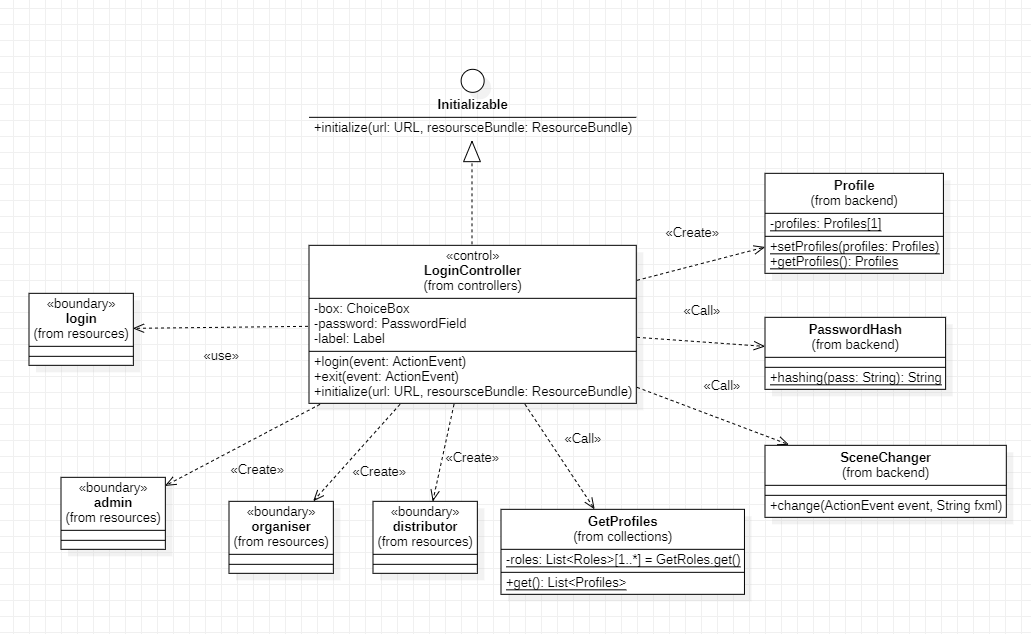 Initializable
+initialize(url: URL, resoursceBundle: ResourceBundle)
Profile
(from backend)
-profiles: Profiles[1]
+setProfiles(profiles: Profiles)
+getProfiles(): Profiles
«Create»
«control»
LoginController
(from controllers)
-box: ChoiceBox
-password: PasswordField
-label: Label
+login(event: ActionEvent)
+exit(event: ActionEvent)
+initialize(url: URL, resoursceBundle: ResourceBundle)
«boundary»
login
(from resources)
«use»
«Call»
PasswordHash
(from backend)
+hashing(pass: String): String
«Call»
SceneChanger
(from backend)
+change(ActionEvent event, String fxml)
«Create»
«Create»
«Create»
«Call»
«boundary»
admin
(from resources)
«boundary»
organiser
(from resources)
«boundary»
distributor
(from resources)
GetProfiles
(from collections)
-roles: List<Roles>[1..*] = GetRoles.get()
+get(): List<Profiles>